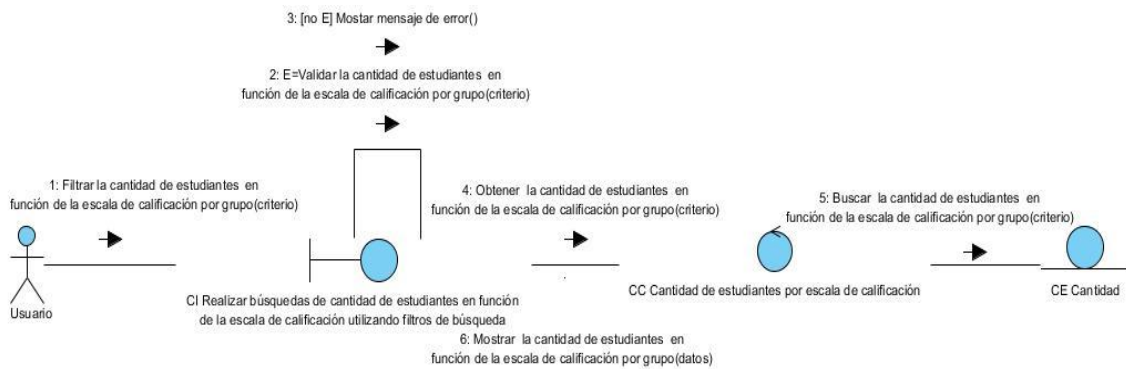 3: [no E] Mostar mensaje de error()
2: E=Validar la cantidad de estudiantes en
función de la escala de calificación por grupo(criterio)
1: Filtrar la cantidad de estudiantes en
función de la escala de calificación por grupo(criterio)
4: Obtener la cantidad de estudiantes en
función de la escala de calificación por grupo(criterio)
5: Buscar la cantidad de estudiantes en
función de la escala de calificación por grupo(criterio)
Usuario
CI Realizar búsquedas de cantidad de estudiantes en función
de la escala de calificación utilizando filtros de búsqueda
CC Cantidad de estudiantes por escala de calificación
CE Cantidad
6: Mostrar la cantidad de estudiantes en
función de la escala de calificación por grupo(datos)